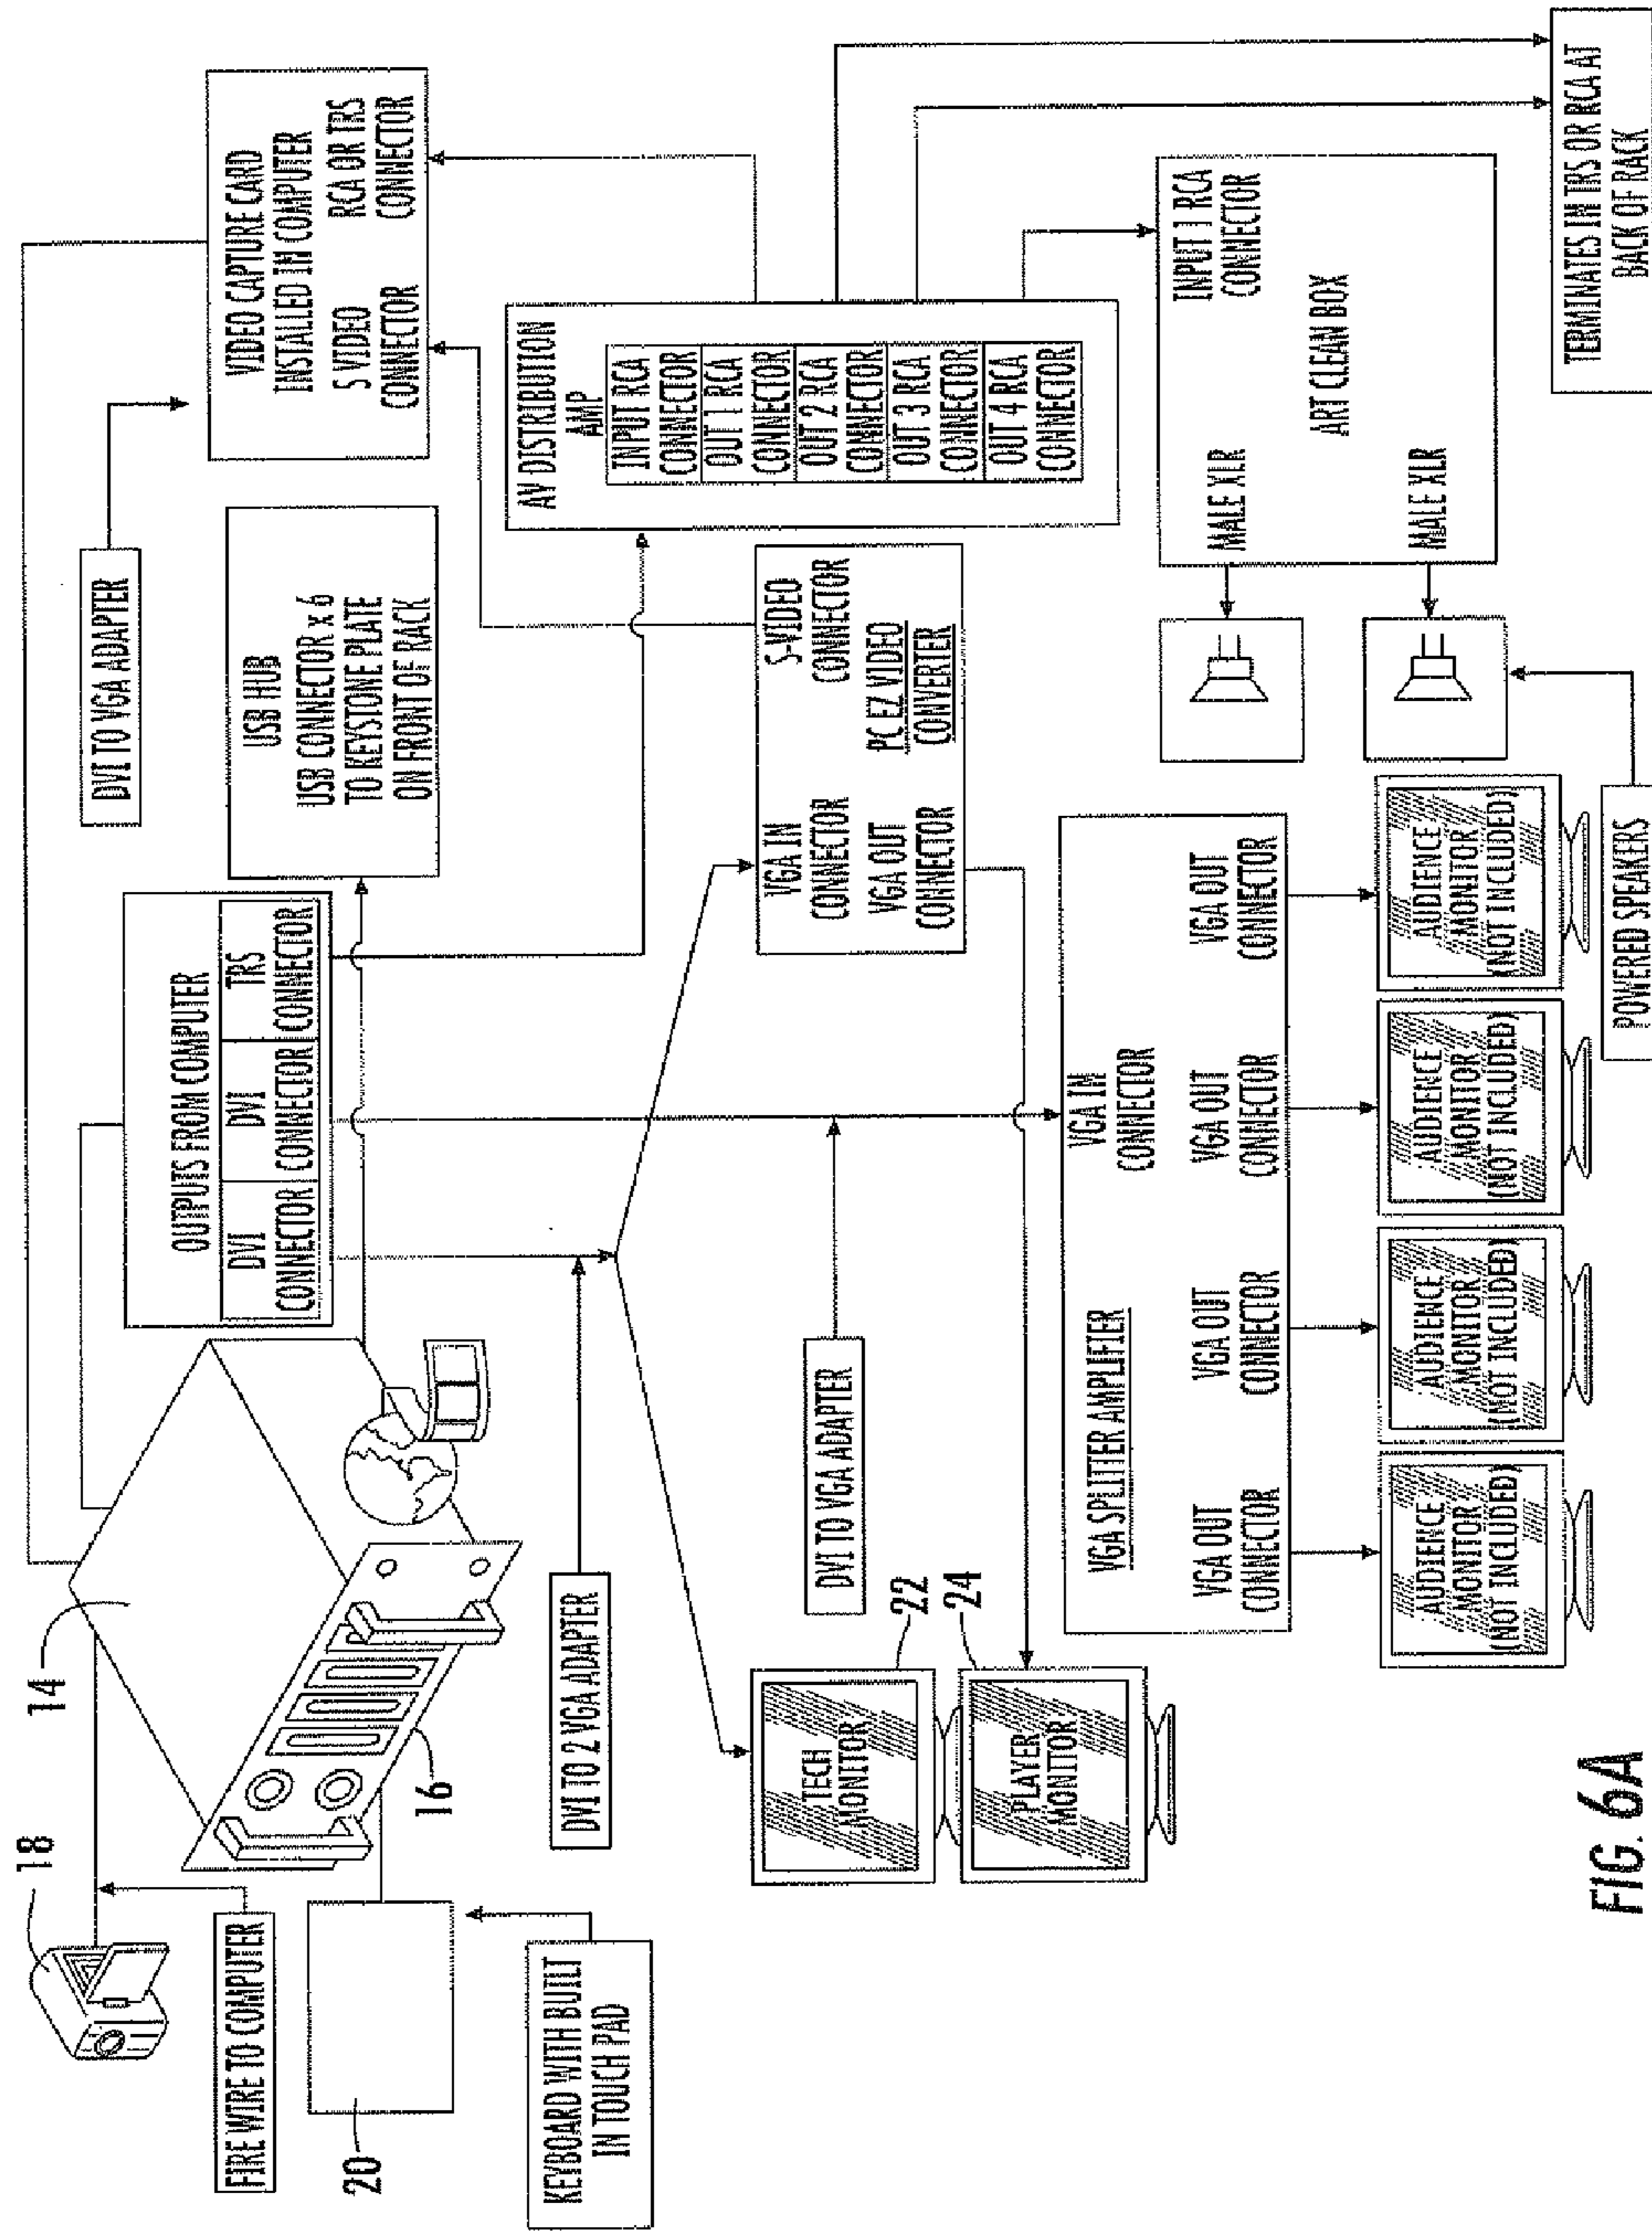 18
FIRE WIRE TO COMPUTER
20
KEYBOARD WITH BUILT
IN TOUCH PAD
14
16
OUTPUTS FROM COMPUTER
DVI
CONNECTOR
DVI
CONNECTOR
TRS
CONNECTOR
USB HUB
USB CONNECTOR x 6
TO KEYSTONE PLATE
ON FRONT OF RACK
DVI TO VGA ADAPTER
VIDEO CAPTURE CARD
INSTALLED IN COMPUTER
S VIDEO
CONNECTOR
RCA OR TRS
CONNECTOR
DVI TO 2 VGA ADAPTER
AV DISTRIBUTION
AMP
INPUT RCA
CONNECTOR
OUT 1 RCA
CONNECTOR
OUT 2 RCA
CONNECTOR
OUT 3 RCA
CONNECTOR
OUT 4 RCA
CONNECTOR
TECH
MONITOR
22
PLAYER
MONITOR
24
DVI TO VGA ADAPTER
VGA IN
CONNECTOR
VGA OUT
CONNECTOR
S-VIDEO
CONNECTOR
PC EZ VIDEO
CONVERTER
VGA SPLITTER AMPLIFIER
VGA IN
CONNECTOR
VGA OUT
CONNECTOR
VGA OUT
CONNECTOR
VGA OUT
CONNECTOR
VGA OUT
CONNECTOR
INPUT 1 RCA
CONNECTOR
ART CLEAN BOX
MALE XLR
MALE XLR
AUDIENCE
MONITOR
(NOT INCLUDED)
AUDIENCE
MONITOR
(NOT INCLUDED)
AUDIENCE
MONITOR
(NOT INCLUDED)
AUDIENCE
MONITOR
(NOT INCLUDED)
POWERED SPEAKERS
TERMINATES IN TRS OR RCA AT
BACK OF RACK
FIG. 6A